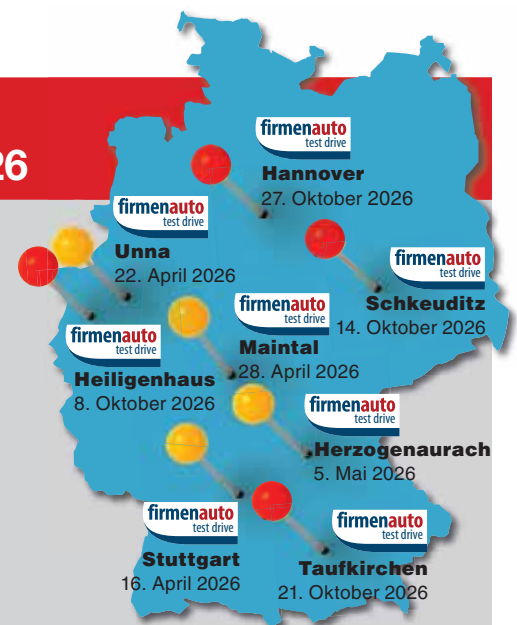 26
firmenauto
test drive
Hannover
27. Oktober 2026
firmenauto
test drive
Unna
22. April 2026
firmenauto
test drive
Schkeuditz
14. Oktober 2026
firmenauto
test drive
Maintal
28. April 2026
firmenauto
test drive
Heiligenhaus
8. Oktober 2026
firmenauto
test drive
Herzogenaurach
5. Mai 2026
firmenauto
test drive
Stuttgart
16. April 2026
firmenauto
test drive
Taufkirchen
21. Oktober 2026